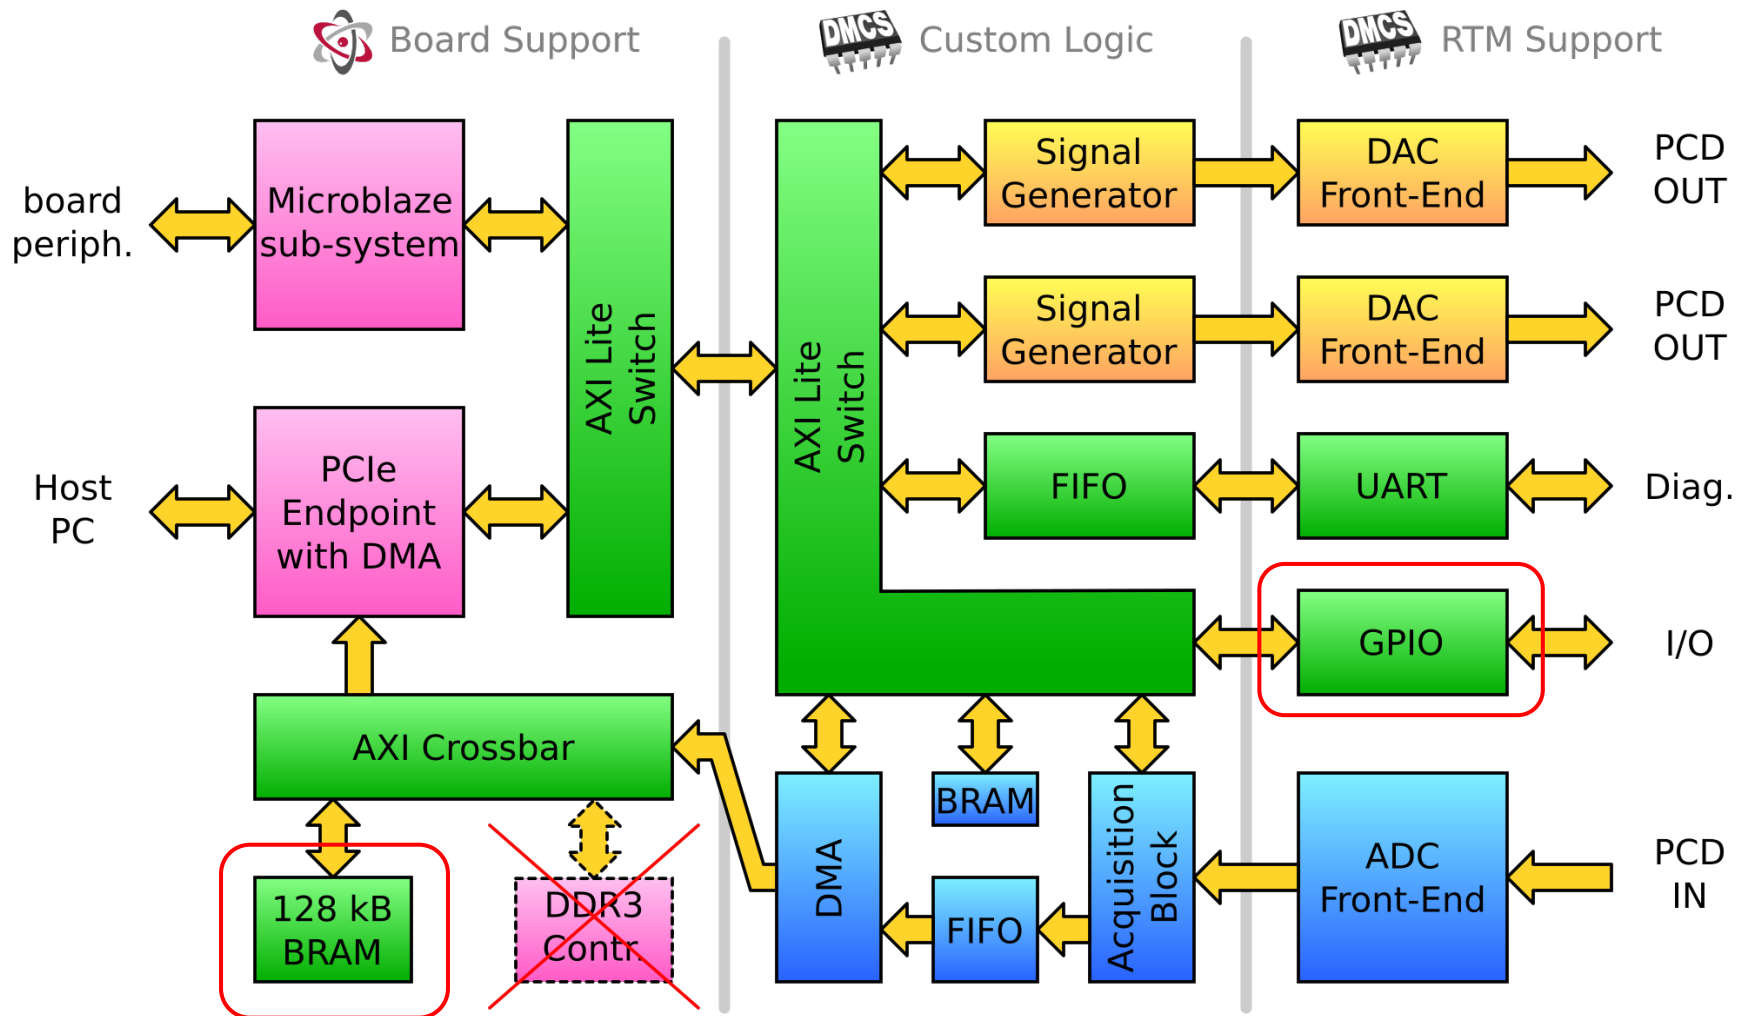 Board Support
DMCS
Custom Logic
DMCS
RTM Support
board
periph.
Microblaze
sub-system
AXI Lite
Switch
Host
PC
PCIe
Endpoint
with DMA
AXI Crossbar
128 kB
BRAM
DDR3
Contr.
AXI Lite
Switch
Signal
Generator
DAC
Front-End
PCD
OUT
Signal
Generator
DAC
Front-End
PCD
OUT
FIFO
UART
Diag.
GPIO
I/O
DMA
BRAM
FIFO
Acquisition
Block
ADC
Front-End
PCD
IN